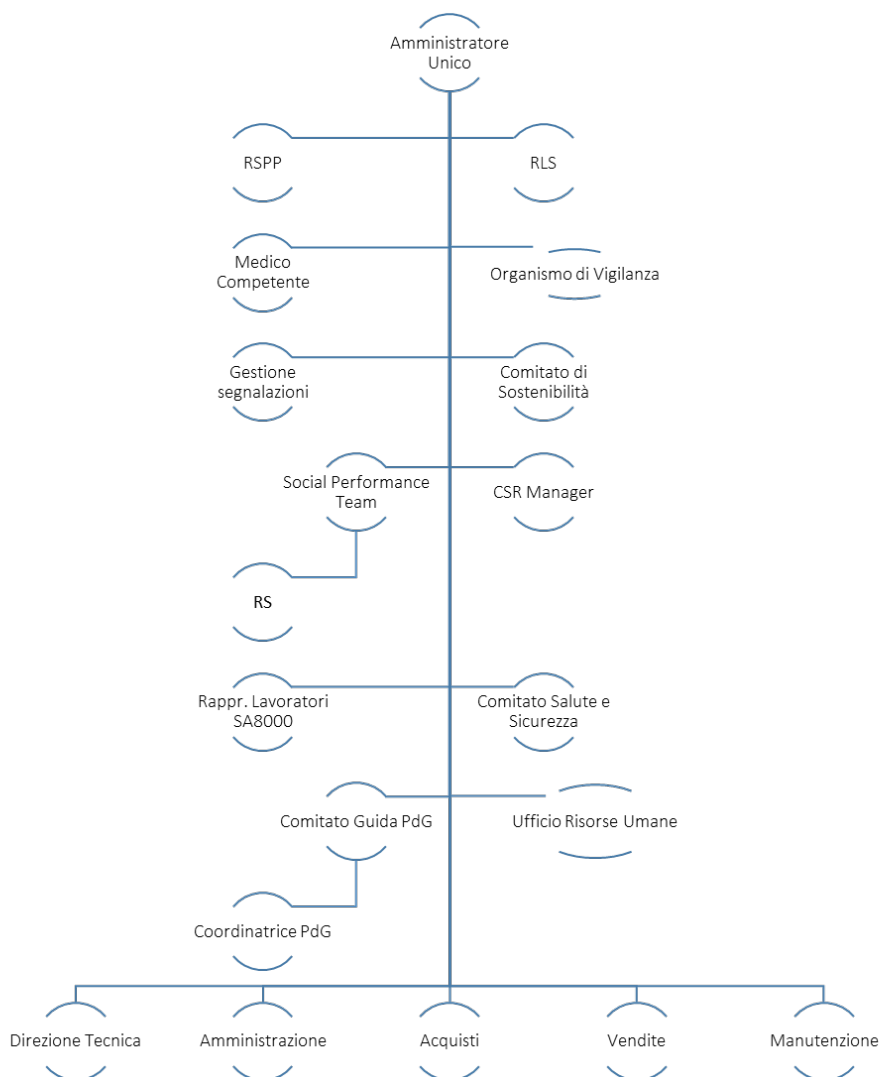 Amministratore
Unico
RSPP
RLS
Medico
Competente
Organismo di Vigilanza
Gestione
segnalazioni
Comitato di
Sostenibilità
Social Performance
Team
CSR Manager
RS
Rappr. Lavoratori
SA8000
Comitato Salute e
Sicurezza
Comitato Guida PdG
Ufficio Risorse Umane
Coordinatrice PdG
Direzione Tecnica
Amministrazione
Acquisti
Vendite
Manutenzione